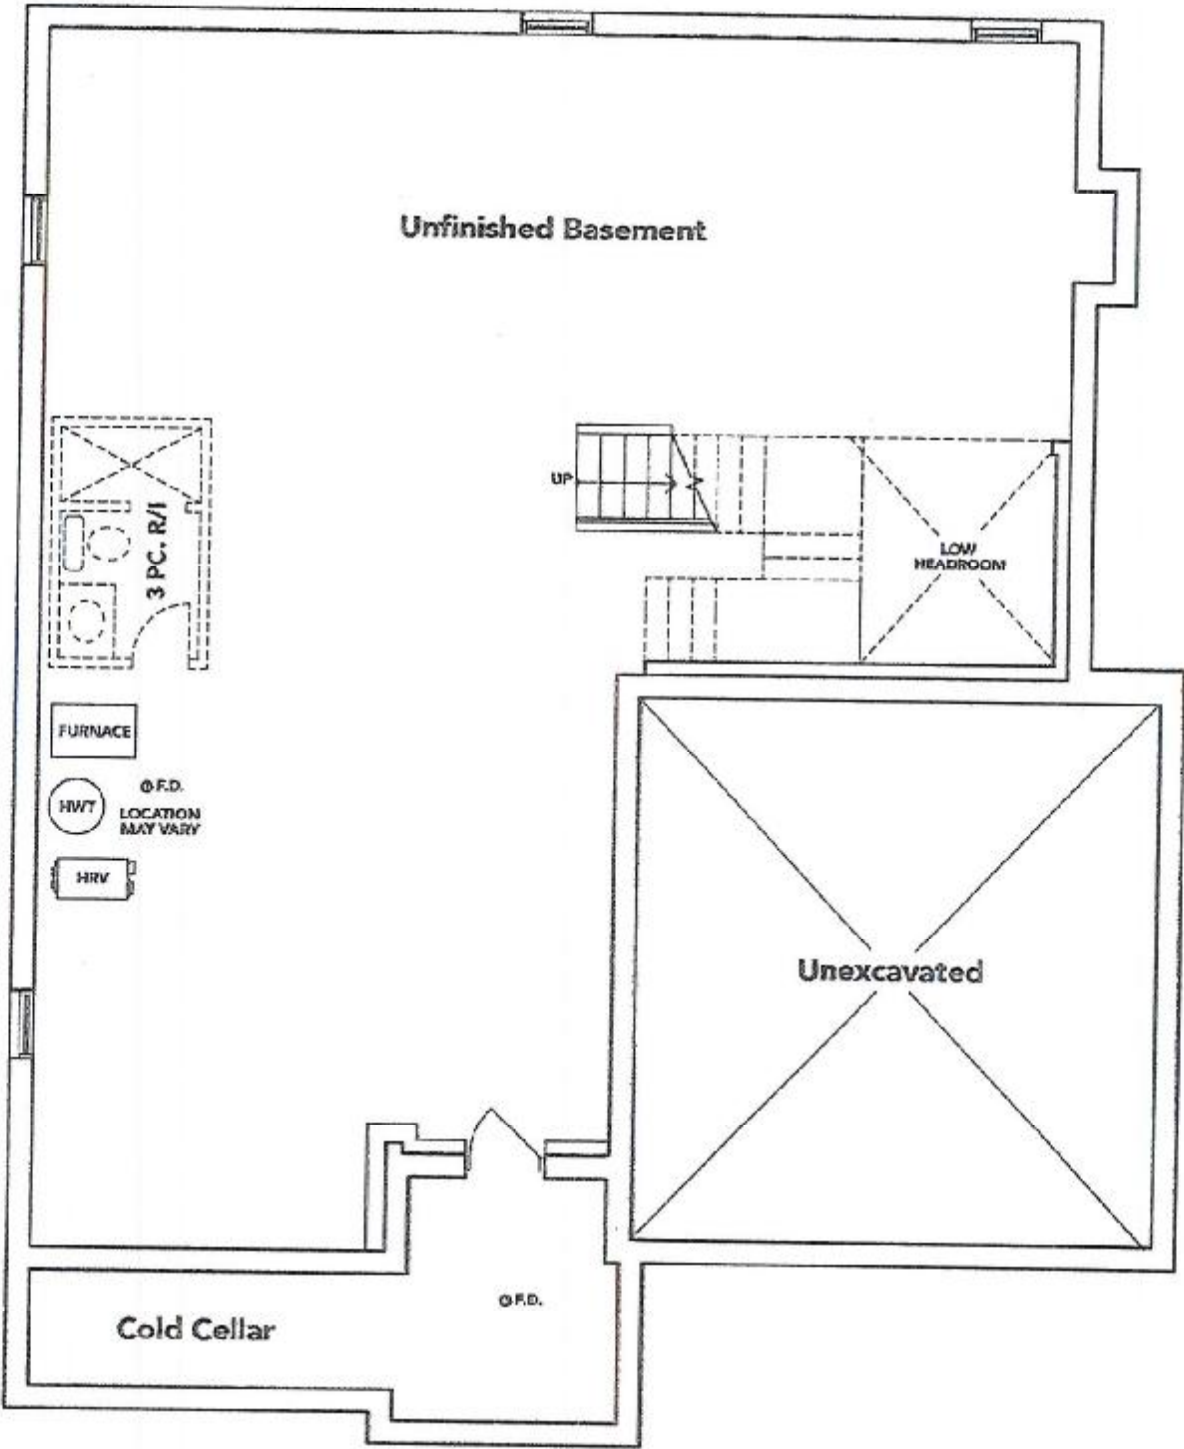 Unfinished Basement
3 PC. R/I
UP
LOW
HEADROOM
FURNACE
HWT
F.D.
LOCATION
MAY VARY
HRV
Unexcavated
F.D.
Cold Cellar